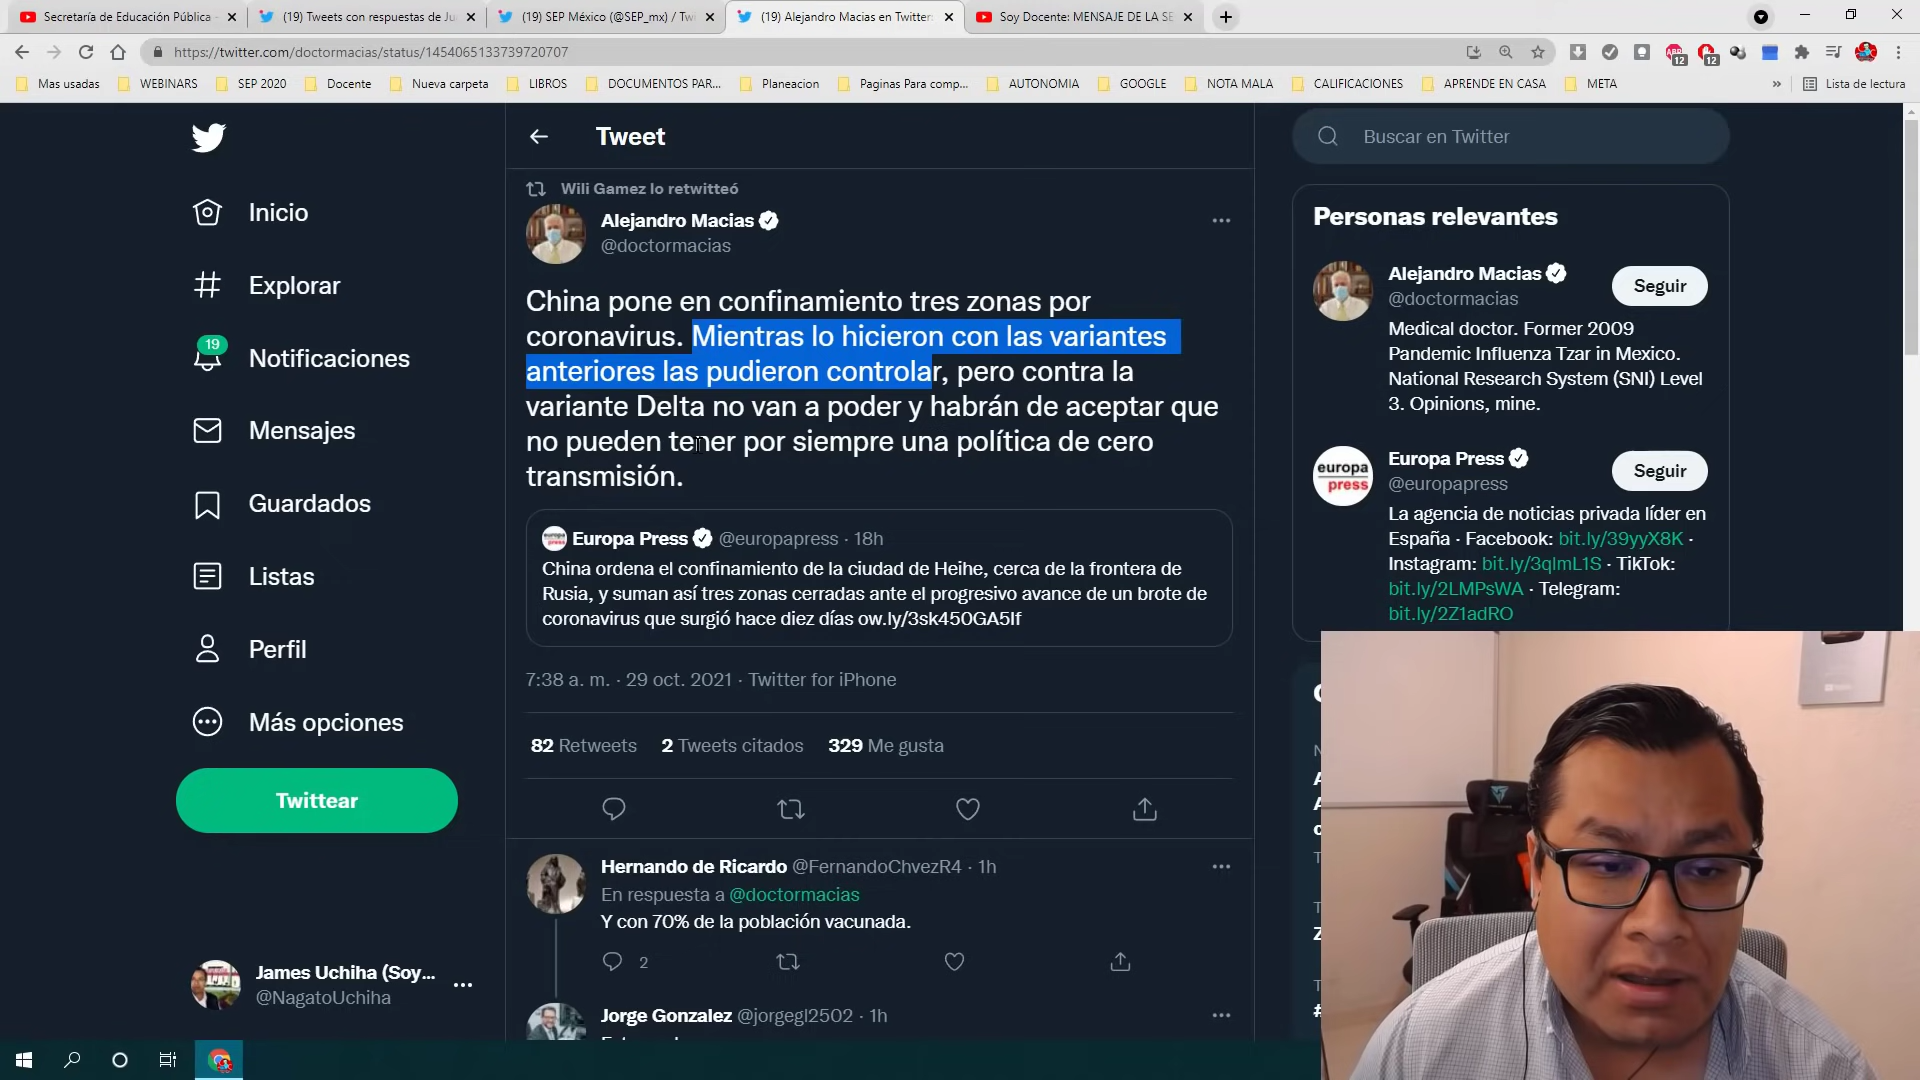 Secretaría de Educación Pública -
(19) Tweets con respuestas de Ju
(19) SEP México (@SEP_mx) / Twi
(19) Alejandro Macias en Twitter:
Soy Docente: MENSAJE DE LA SE
https://twitter.com/doctormacias/status/1454065133739720707
12
12
Mas usadas
WEBINARS
SEP 2020
Docente
Nueva carpeta
LIBROS
DOCUMENTOS PAR...
Planeacion
Paginas Para comp...
AUTONOMIA
GOOGLE
NOTA MALA
CALIFICACIONES
APRENDE EN CASA
META
»
Lista de lectura
Inicio
Explorar
19
Notificaciones
Mensajes
Guardados
Listas
Perfil
Más opciones
Twittear
James Uchiha (Soy...
@NagatoUchiha
Tweet
Wili Gamez lo retwitteó
Alejandro Macias
@doctormacias
China pone en confinamiento tres zonas por
coronavirus. Mientras lo hicieron con las variantes
anteriores las pudieron controlar, pero contra la
variante Delta no van a poder y habrán de aceptar que
no pueden tener por siempre una política de cero
transmisión.
europa press
Europa Press @europapress · 18h
China ordena el confinamiento de la ciudad de Heihe, cerca de la frontera de
Rusia, y suman así tres zonas cerradas ante el progresivo avance de un brote de
coronavirus que surgió hace diez días ow.ly/3sk450GA5If
7:38 a. m. · 29 oct. 2021 · Twitter for iPhone
82 Retweets 2 Tweets citados 329 Me gusta
Hernando de Ricardo @FernandoChvezR4 · 1h
En respuesta a @doctormacias
Y con 70% de la población vacunada.
2
Jorge Gonzalez @jorgegl2502 · 1h
Buscar en Twitter
Personas relevantes
Alejandro Macias
@doctormacias
Seguir
Medical doctor. Former 2009
Pandemic Influenza Tzar in Mexico.
National Research System (SNI) Level
3. Opinions, mine.
europa
press
Europa Press
@europapress
Seguir
La agencia de noticias privada líder en
España · Facebook: bit.ly/39yyX8K ·
Instagram: bit.ly/3qImL1S · TikTok:
bit.ly/2LMPsWA · Telegram:
bit.ly/2Z1adRO